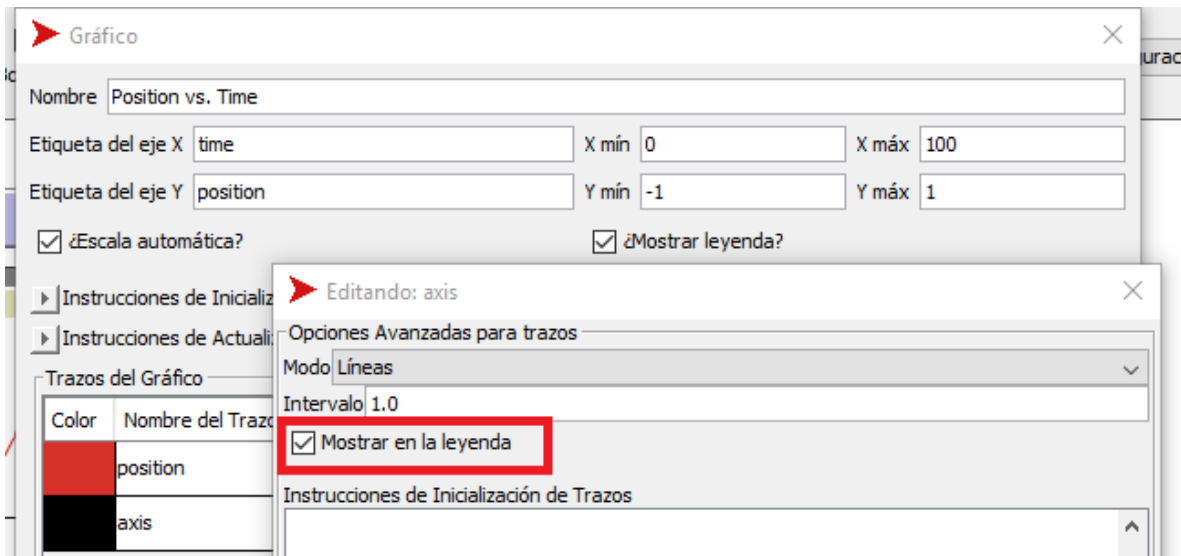 Gráfico
urac
Nombre Position vs. Time
Etiqueta del eje X time X mín 0 X máx 100
Etiqueta del eje Y position Y mín -1 Y máx 1
¿Escala automática? ¿Mostrar leyenda?
Instrucciones de Inicializ
Editando: axis
Instrucciones de Actuali
Opciones Avanzadas para trazos
Modo Líneas
Trazos del Gráfico
Intervalo 1.0
Color Nombre del Trazo
Mostrar en la leyenda
position
Instrucciones de Inicialización de Trazos
axis